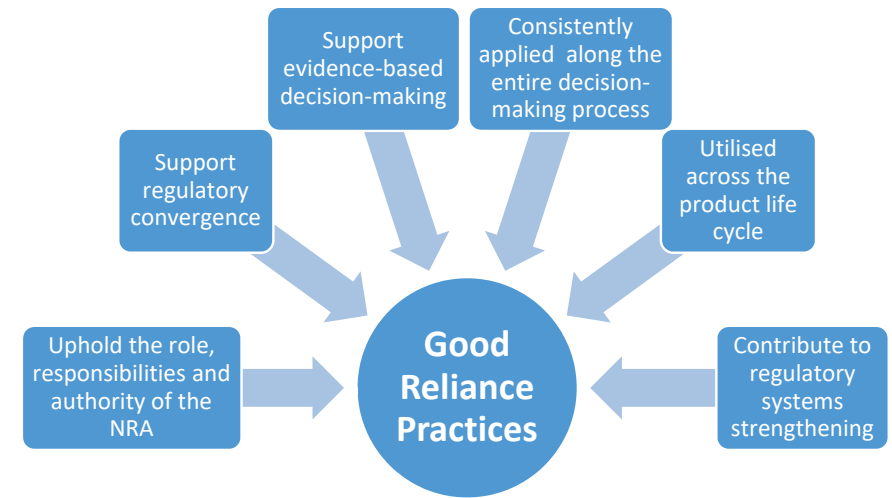 Support
evidence-based
decision-making
Consistently
applied along the
entire decision-
making process
Support
regulatory
convergence
Utilised
across the
product life
cycle
Uphold the role,
responsibilities and
authority of the
NRA
Good
Reliance
Practices
Contribute to
regulatory
systems
strengthening